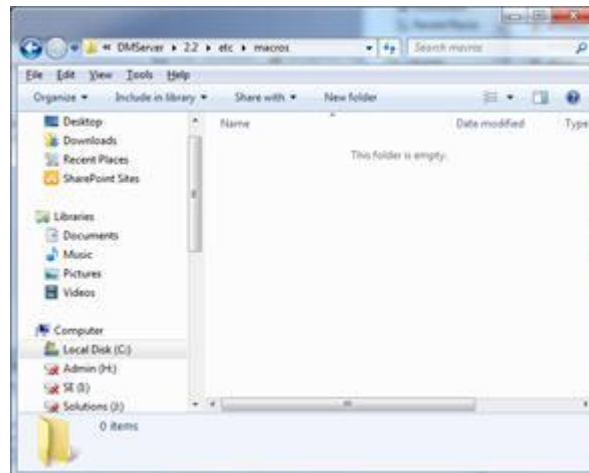 « DMServer ▸ 2.2 ▸ etc ▸ macros
Search macros
File Edit View Tools Help
Organize Include in library Share with New folder
Desktop
Downloads
Recent Places
SharePoint Sites
Libraries
Documents
Music
Pictures
Videos
Computer
Local Disk (C:)
Admin (H:)
SE (I:)
Solutions (J:)
Name Date modified Type
This folder is empty.
0 items